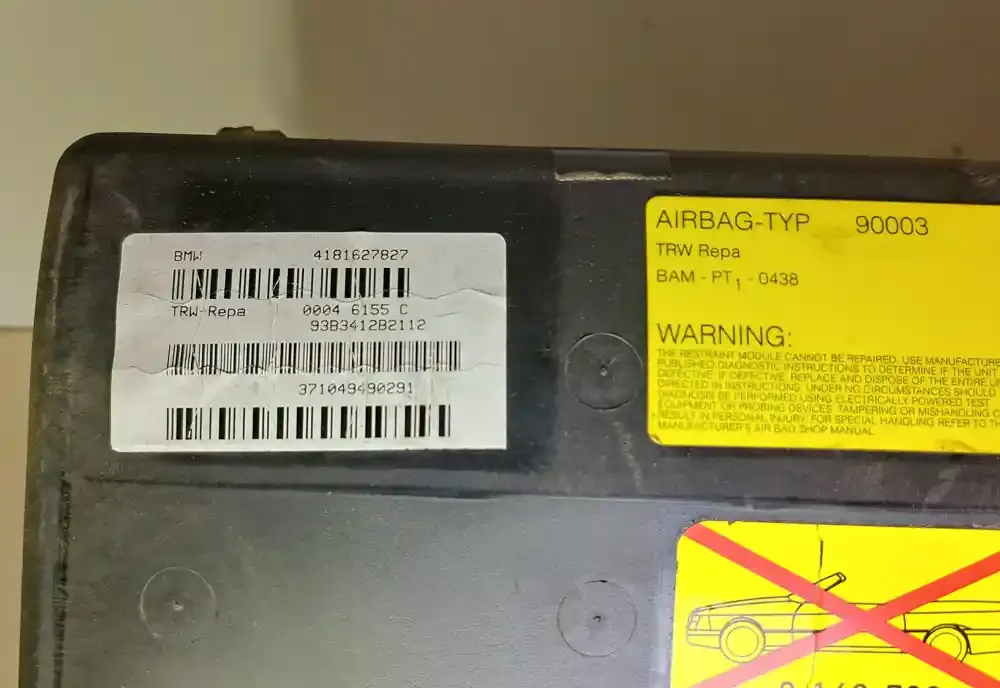 BMW 4181627827
TRW-Repa 0004 6155 C
93B3412B2112
371049490291
AIRBAG-TYP 90003
TRW Repa
BAM - PT1 - 0438
WARNING:
THE RESTRAINT MODULE CANNOT BE REPAIRED. USE MANUFACTURE
PUBLISHED DIAGNOSTIC INSTRUCTIONS TO DETERMINE IF THE UNIT
DEFECTIVE. IF DEFECTIVE, REPLACE AND DISPOSE OF THE ENTIRE U
DIRECTED IN INSTRUCTIONS. UNDER NO CIRCUMSTANCES SHOULD
DIAGNOSIS BE PERFORMED USING ELECTRICALLY POWERED TEST
EQUIPMENT OR PROBING DEVICES. TAMPERING OR MISHANDLING C
RESULT IN PERSONAL INJURY. FOR SPECIAL HANDLING REFER TO TH
MANUFACTURER'S AIR BAG SHOP MANUAL.